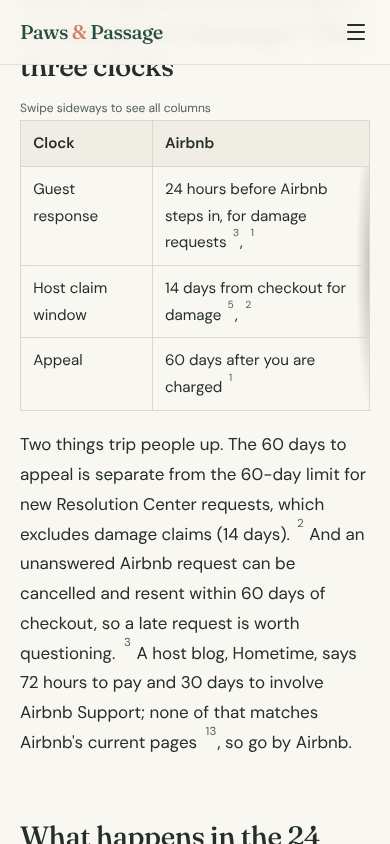 Paws & Passage
three clocks
Swipe sideways to see all columns
Clock Airbnb
Guest response
24 hours before Airbnb steps in, for damage requests 3, 1
Host claim window
14 days from checkout for damage 5, 2
Appeal
60 days after you are charged 1
Two things trip people up. The 60 days to
appeal is separate from the 60-day limit for
new Resolution Center requests, which
excludes damage claims (14 days). 2 And an
unanswered Airbnb request can be
cancelled and resent within 60 days of
checkout, so a late request is worth
questioning. 3 A host blog, Hometime, says
72 hours to pay and 30 days to involve
Airbnb Support; none of that matches
Airbnb's current pages 13, so go by Airbnb.
What happens in the 24